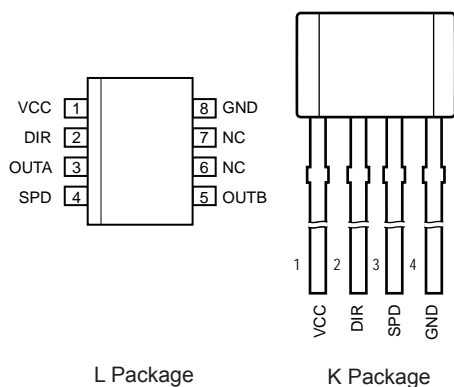 VCC 1 8 GND
DIR 2 7 NC
OUTA 3 6 NC
SPD 4 5 OUTB
L Package
1 2 3 4
VCC DIR SPD GND
K Package